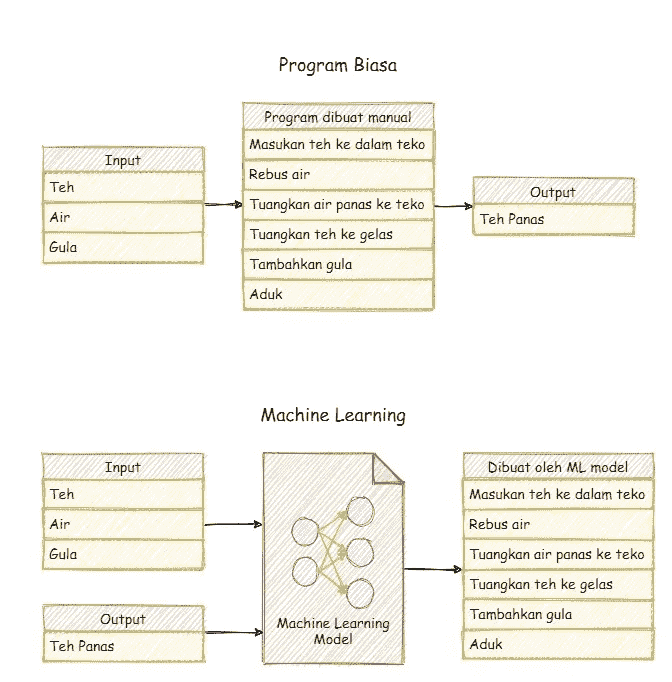 Program Biasa
Input
Teh
Air
Gula
Program dibuat manual
Masukan teh ke dalam teko
Rebus air
Tuangkan air panas ke teko
Tuangkan teh ke gelas
Tambahkan gula
Aduk
Output
Teh Panas
Machine Learning
Input
Teh
Air
Gula
Output
Teh Panas
Machine Learning
Model
Dibuat oleh ML model
Masukan teh ke dalam teko
Rebus air
Tuangkan air panas ke teko
Tuangkan teh ke gelas
Tambahkan gula
Aduk